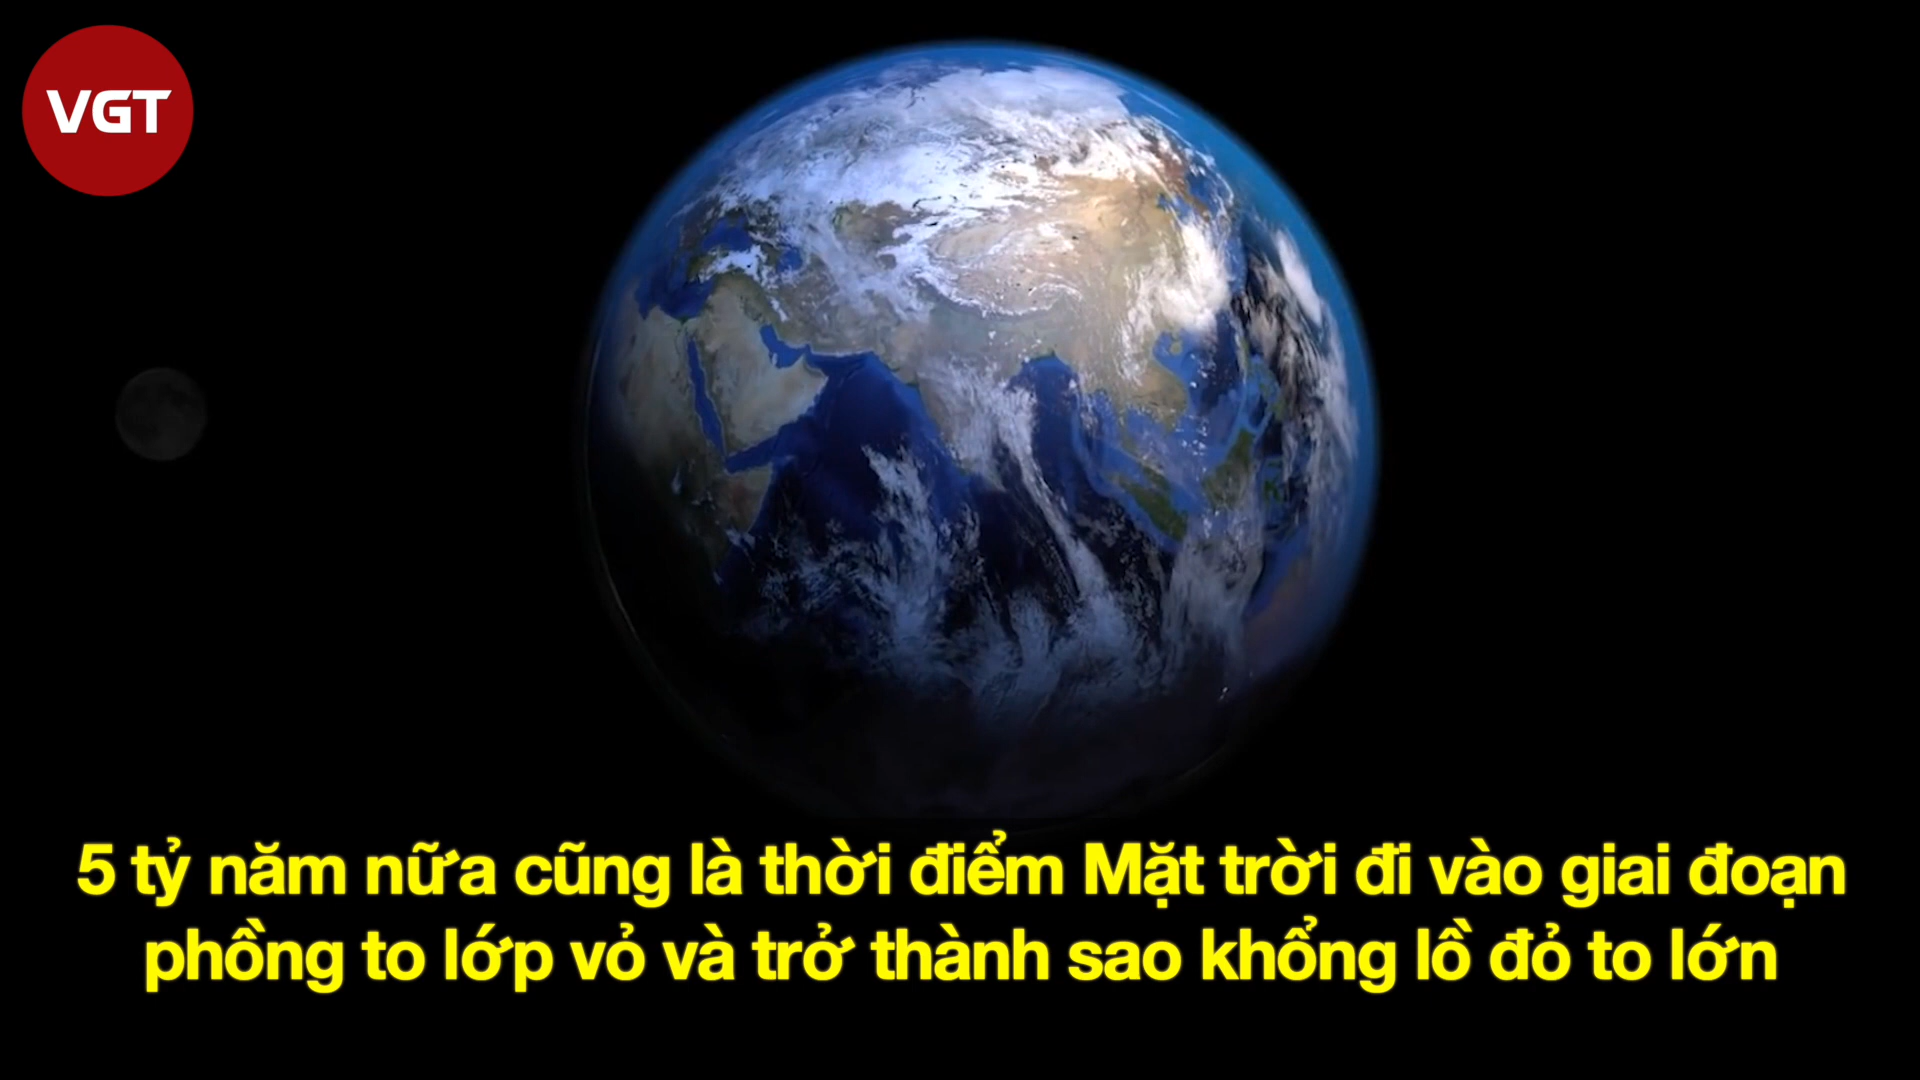 VGT
5 tỷ năm nữa cũng là thời điểm Mặt trời đi vào giai đoạn
phồng to lớp vỏ và trở thành sao khổng lồ đỏ to lớn